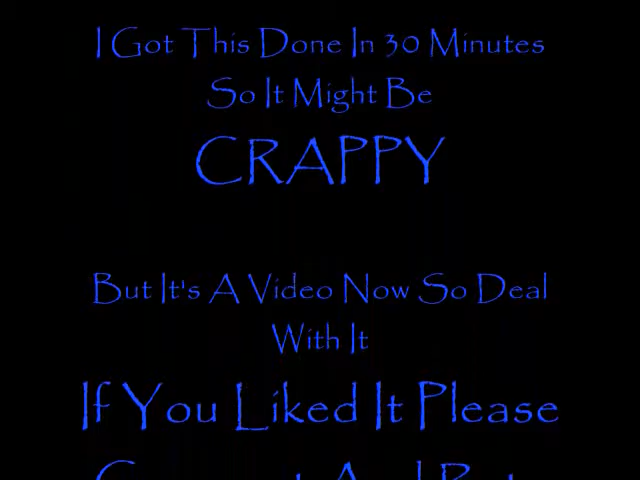 I Got This Done In 30 Minutes
So It Might Be
CRAPPY
But It's A Video Now So Deal
With It
If You Liked It Please